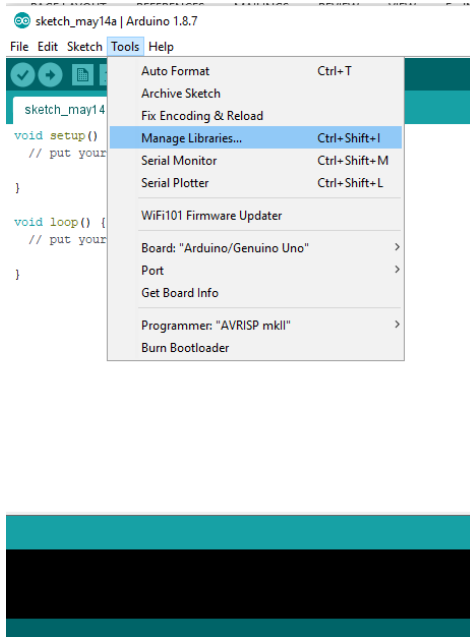 sketch_may14a | Arduino 1.8.7
File Edit Sketch Tools Help
Auto Format Ctrl+T
Archive Sketch
sketch_may14
Fix Encoding & Reload
void setup()
Manage Libraries... Ctrl+Shift+I
// put your
Serial Monitor Ctrl+Shift+M
}
Serial Plotter Ctrl+Shift+L
WiFi101 Firmware Updater
void loop() {
// put your
Board: "Arduino/Genuino Uno"
}
Port
Get Board Info
Programmer: "AVRISP mkII"
Burn Bootloader